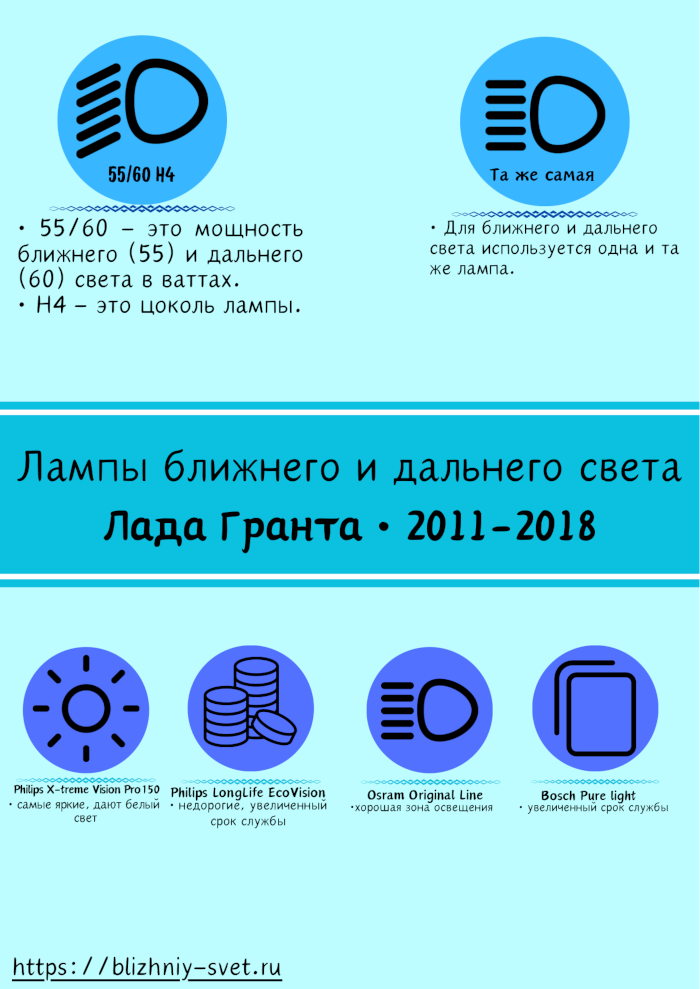 55/60 H4
• 55/60 – это мощность
ближнего (55) и дальнего
(60) света в ваттах.
• H4 – это цоколь лампы.
Та же самая
• Для ближнего и дальнего
света используется одна и та
же лампа.
Лампы ближнего и дальнего света
Лада Гранта • 2011-2018
Philips X-treme Vision Pro150
• самые яркие, дают белый
свет
Philips LongLife EcoVision
• недорогие, увеличенный
срок службы
Osram Original Line
•хорошая зона освещения
Bosch Pure light
• увеличенный срок службы
https://blizhniy-svet.ru